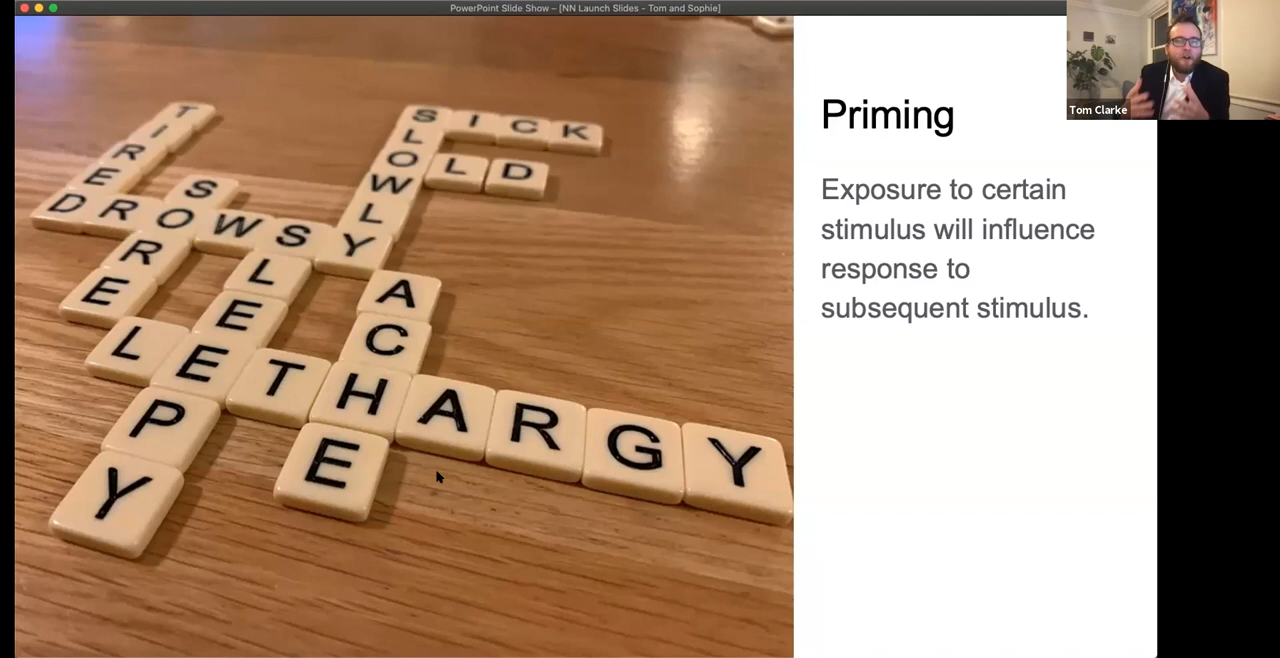 PowerPoint Slide Show – [NN Launch Slides - Tom and Sophie]
Tom Clarke
Priming
Exposure to certain
stimulus will influence
response to
subsequent stimulus.
TIRED
DROWSY
SORE
SLOWLY
SICK
OLD
SLEEPY
ACHE
LETHARGY